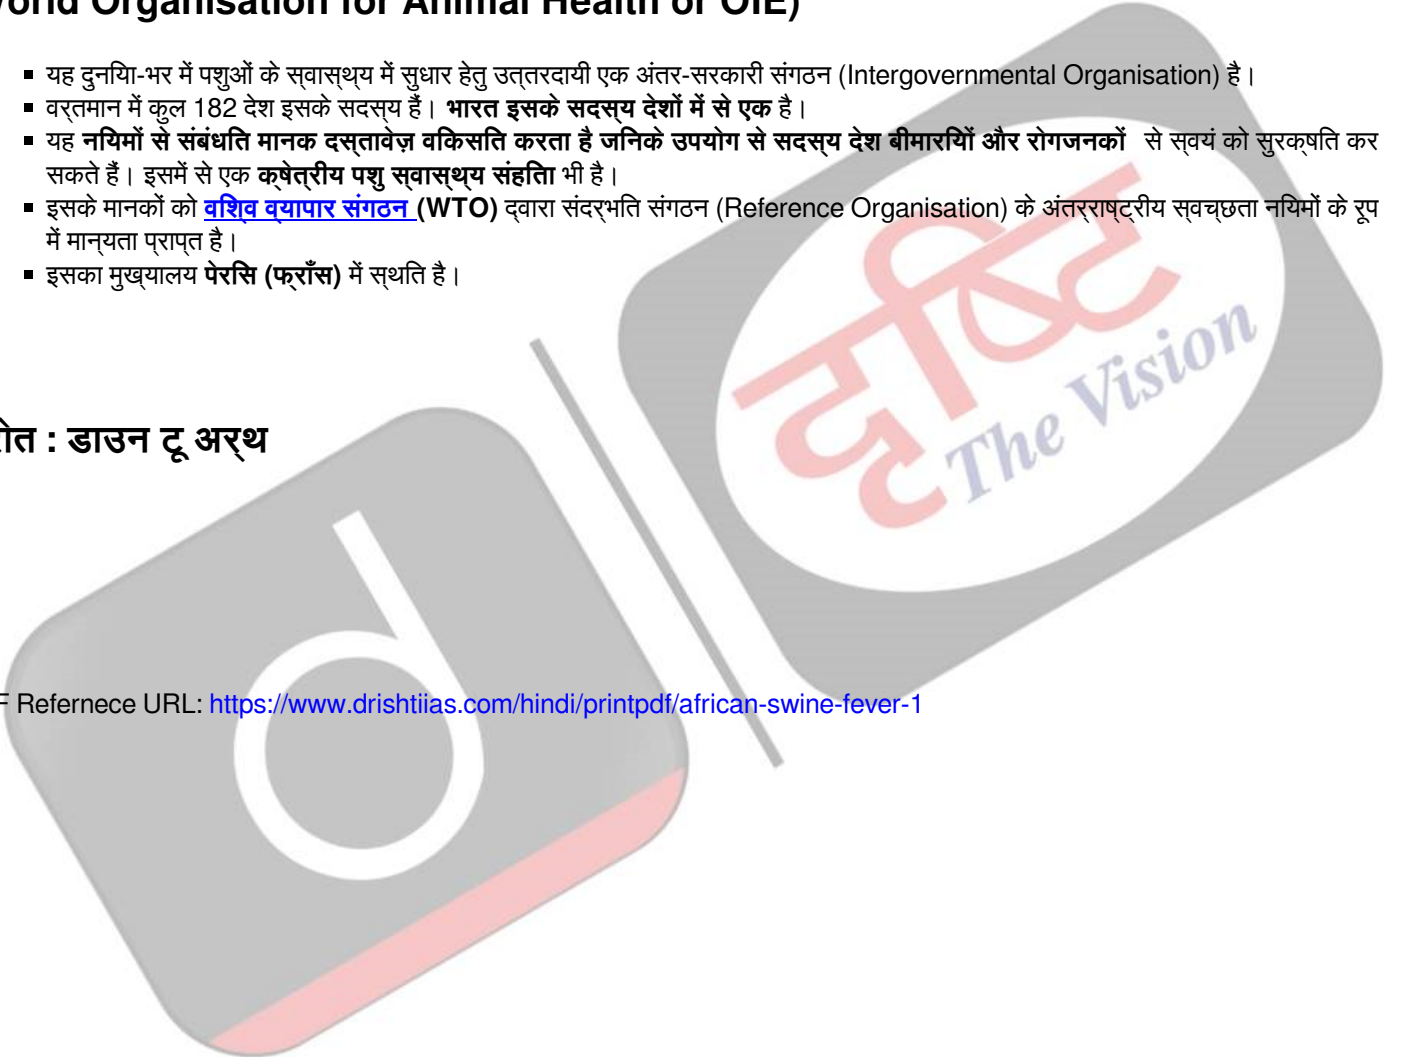 World Organisation for Animal Health or OIE)
यह दुनिया-भर में पशुओं के स्वास्थ्य में सुधार हेतु उत्तरदायी एक अंतर-सरकारी संगठन (Intergovernmental Organisation) है।
वर्तमान में कुल 182 देश इसके सदस्य हैं। भारत इसके सदस्य देशों में से एक है।
यह नियमों से संबंधित मानक दस्तावेज़ विकसित करता है जिनके उपयोग से सदस्य देश बीमारियों और रोगजनकों से स्वयं को सुरक्षित कर
सकते हैं। इसमें से एक क्षेत्रीय पशु स्वास्थ्य संहिता भी है।
इसके मानकों को विश्व व्यापार संगठन (WTO) द्वारा संदर्भित संगठन (Reference Organisation) के अंतर्राष्ट्रीय स्वच्छता नियमों के रूप
में मान्यता प्राप्त है।
इसका मुख्यालय पेरिस (फ्राँस) में स्थित है।
दृष्टि
The Vision
: डाउन टू अर्थ
F Refernece URL: https://www.drishtiias.com/hindi/printpdf/african-swine-fever-1